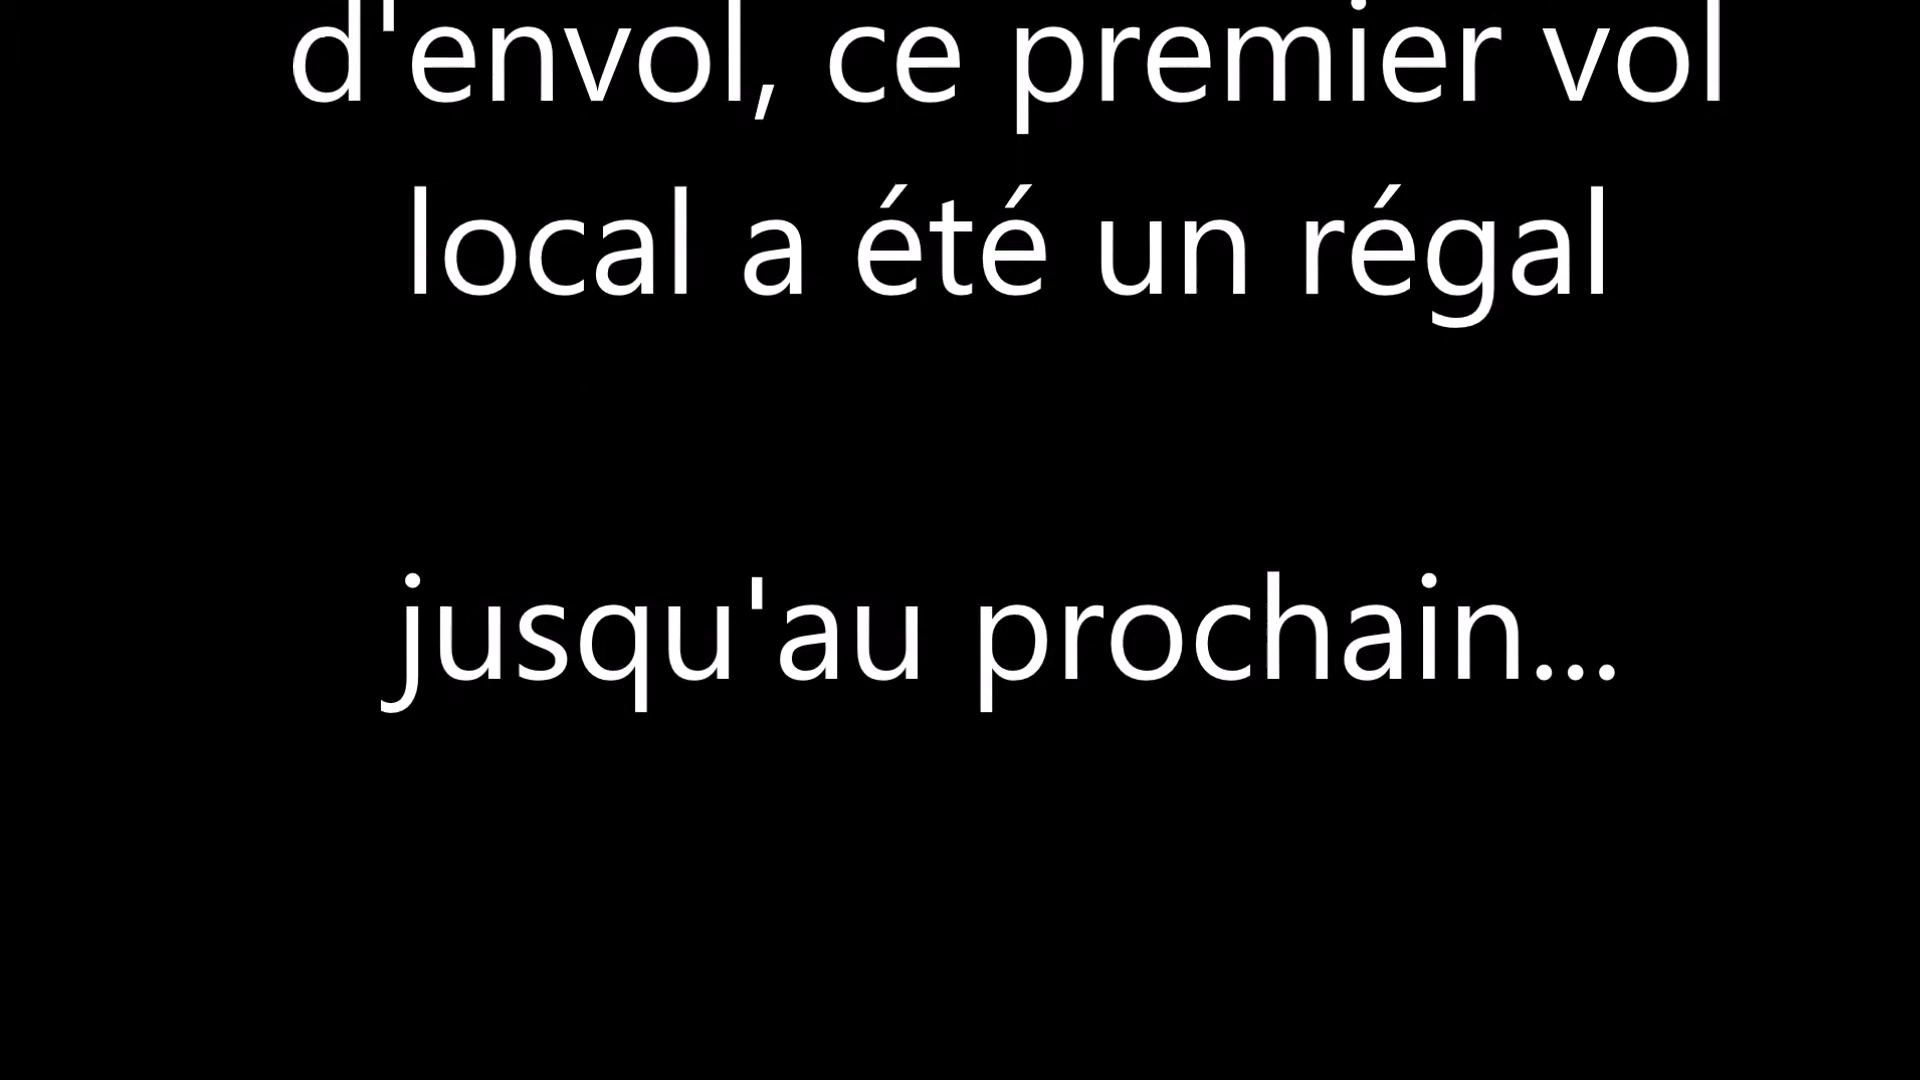 d'envol, ce premier vol
local a été un régal
jusqu'au prochain...